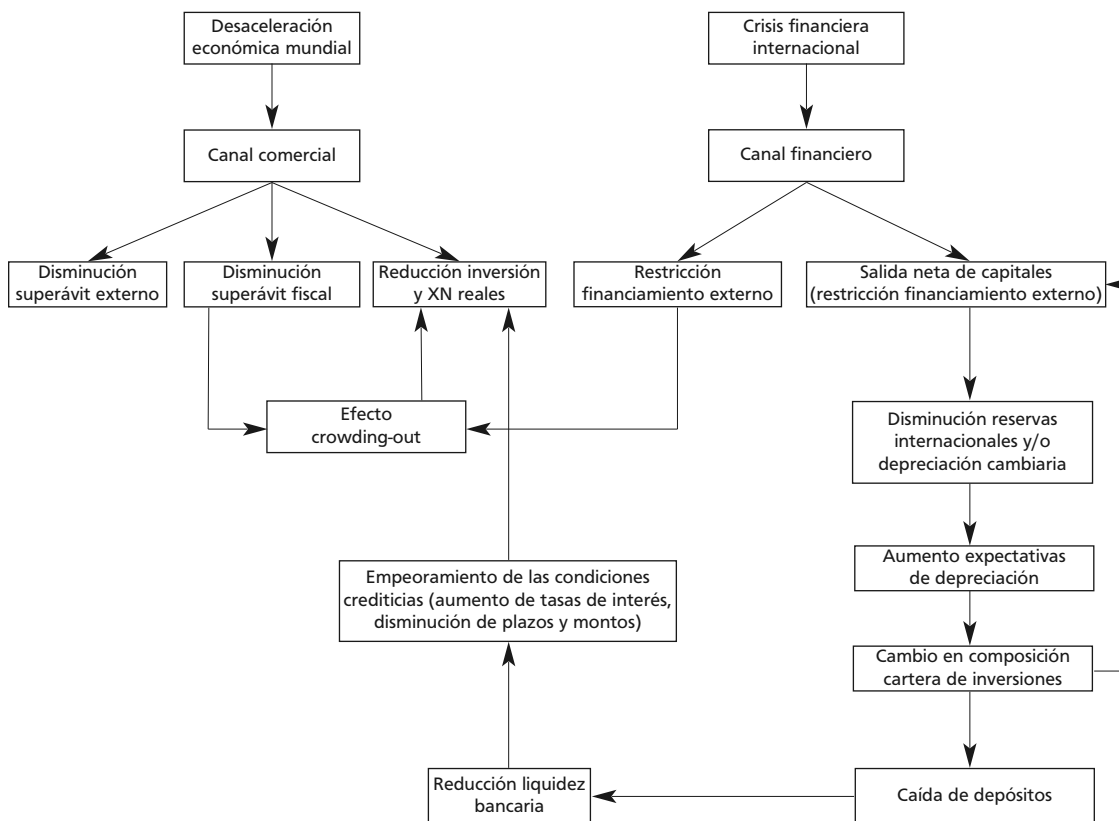 Desaceleración
económica mundial
Crisis financiera
internacional
Canal comercial
Canal financiero
Disminución
superávit externo
Disminución
superávit fiscal
Reducción inversión
y XN reales
Restricción
financiamiento externo
Salida neta de capitales
(restricción financiamiento externo)
Efecto
crowding-out
Disminución reservas
internacionales y/o
depreciación cambiaria
Aumento expectativas
de depreciación
Empeoramiento de las condiciones
crediticias (aumento de tasas de interés,
disminución de plazos y montos)
Cambio en composición
cartera de inversiones
Reducción liquidez
bancaria
Caída de depósitos